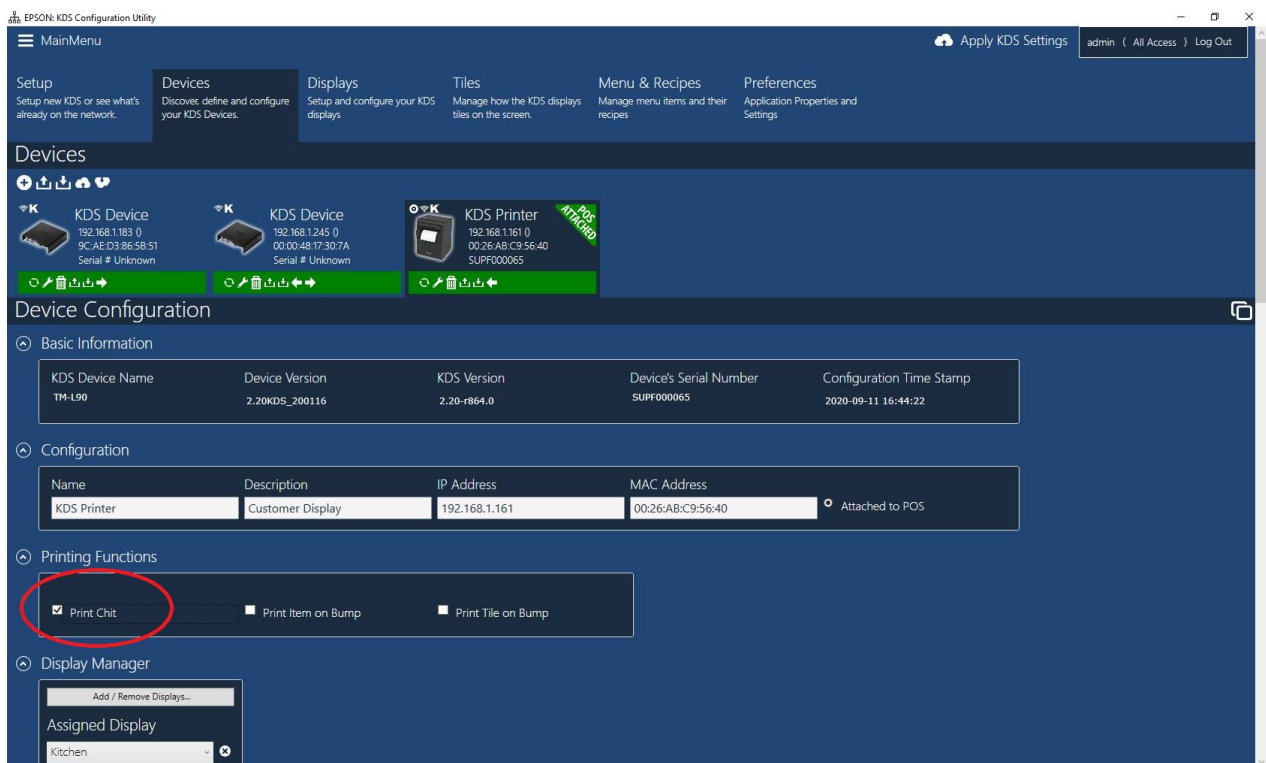 EPSON: KDS Configuration Utility
MainMenu
Apply KDS Settings
admin ( All Access ) Log Out
Setup
Setup new KDS or see what's
already on the network.
Devices
Discover, define and configure
your KDS Devices.
Displays
Setup and configure your KDS
displays
Tiles
Manage how the KDS displays
tiles on the screen.
Menu & Recipes
Manage menu items and their
recipes
Preferences
Application Properties and
Settings
Devices
K
KDS Device
192.168.1.183 ()
9C:AE:D3:86:5B:51
Serial # Unknown
K
KDS Device
192.168.1.245 ()
00:00:48:17:30:7A
Serial # Unknown
K
KDS Printer
192.168.1.161 ()
00:26:AB:C9:56:40
SUPF000065
POS
ATTACHED
Device Configuration
Basic Information
KDS Device Name Device Version KDS Version Device's Serial Number Configuration Time Stamp
TM-L90 2.20KDS_200116 2.20-r864.0 SUPF000065 2020-09-11 16:44:22
Configuration
Name Description IP Address MAC Address
KDS Printer Customer Display 192.168.1.161 00:26:AB:C9:56:40 Attached to POS
Printing Functions
Print Chit Print Item on Bump Print Tile on Bump
Display Manager
Add / Remove Displays...
Assigned Display
Kitchen